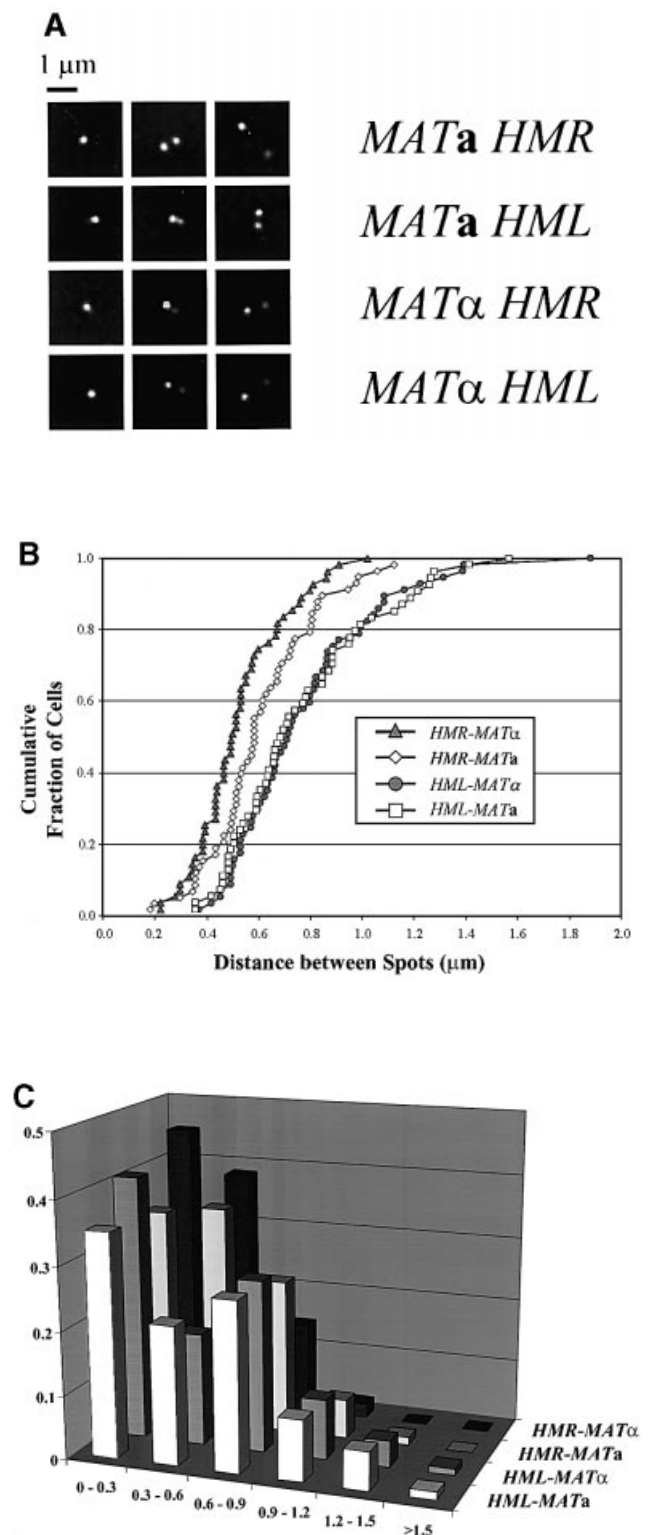 A
1 μm
MATa HMR
MATa HML
MATα HMR
MATα HML
B
1.0
0.8
0.6
0.4
0.2
0.0
Cumulative
Fraction of Cells
HMR-MATα
HMR-MATa
HML-MATα
HML-MATa
0.0 0.2 0.4 0.6 0.8 1.0 1.2 1.4 1.6 1.8 2.0
Distance between Spots (μm)
C
0.5
0.4
0.3
0.2
0.1
0
0 - 0.3 0.3 - 0.6 0.6 - 0.9 0.9 - 1.2 1.2 - 1.5 >1.5
HMR-MATα
HMR-MATa
HML-MATα
HML-MATa